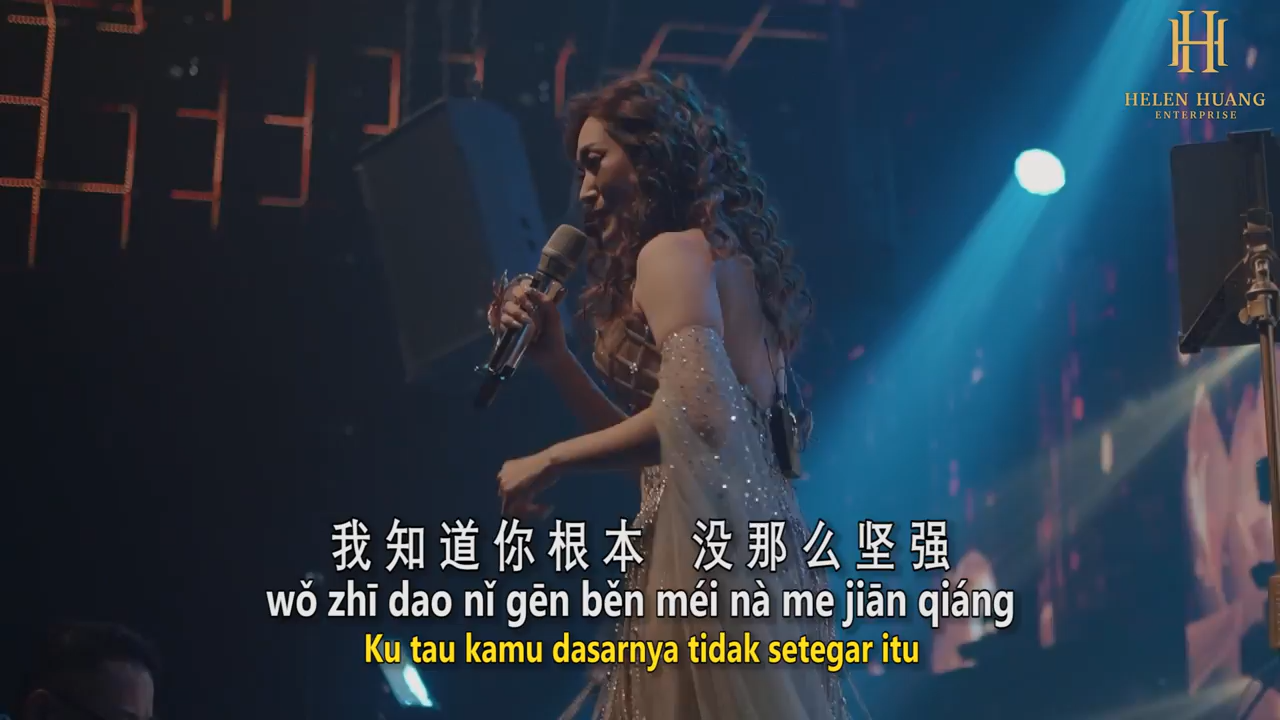 HELEN HUANG
ENTERPRISE
我知道你根本 没那么坚强
wǒ zhī dao nǐ gēn běn méi nà me jiān qiáng
Ku tau kamu dasarnya tidak setegar itu